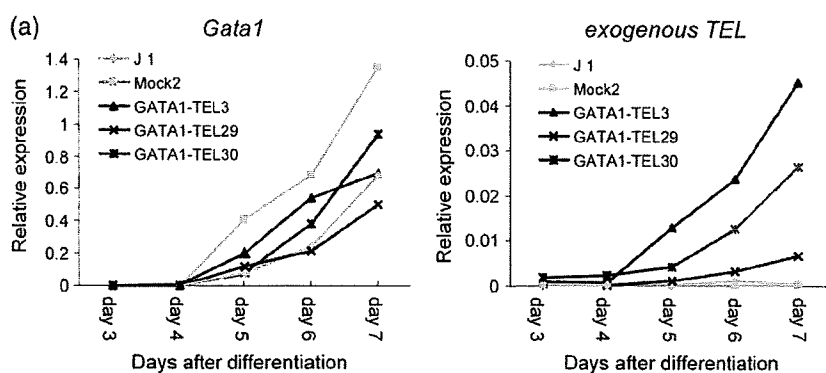 (a)
Gata1
Relative expression
1.4
1.2
1
0.8
0.6
0.4
0.2
0
J 1
Mock2
GATA1-TEL3
GATA1-TEL29
GATA1-TEL30
day 3
day 4
day 5
day 6
day 7
Days after differentiation
exogenous TEL
Relative expression
0.05
0.04
0.03
0.02
0.01
0
J 1
Mock2
GATA1-TEL3
GATA1-TEL29
GATA1-TEL30
day 3
day 4
day 5
day 6
day 7
Days after differentiation